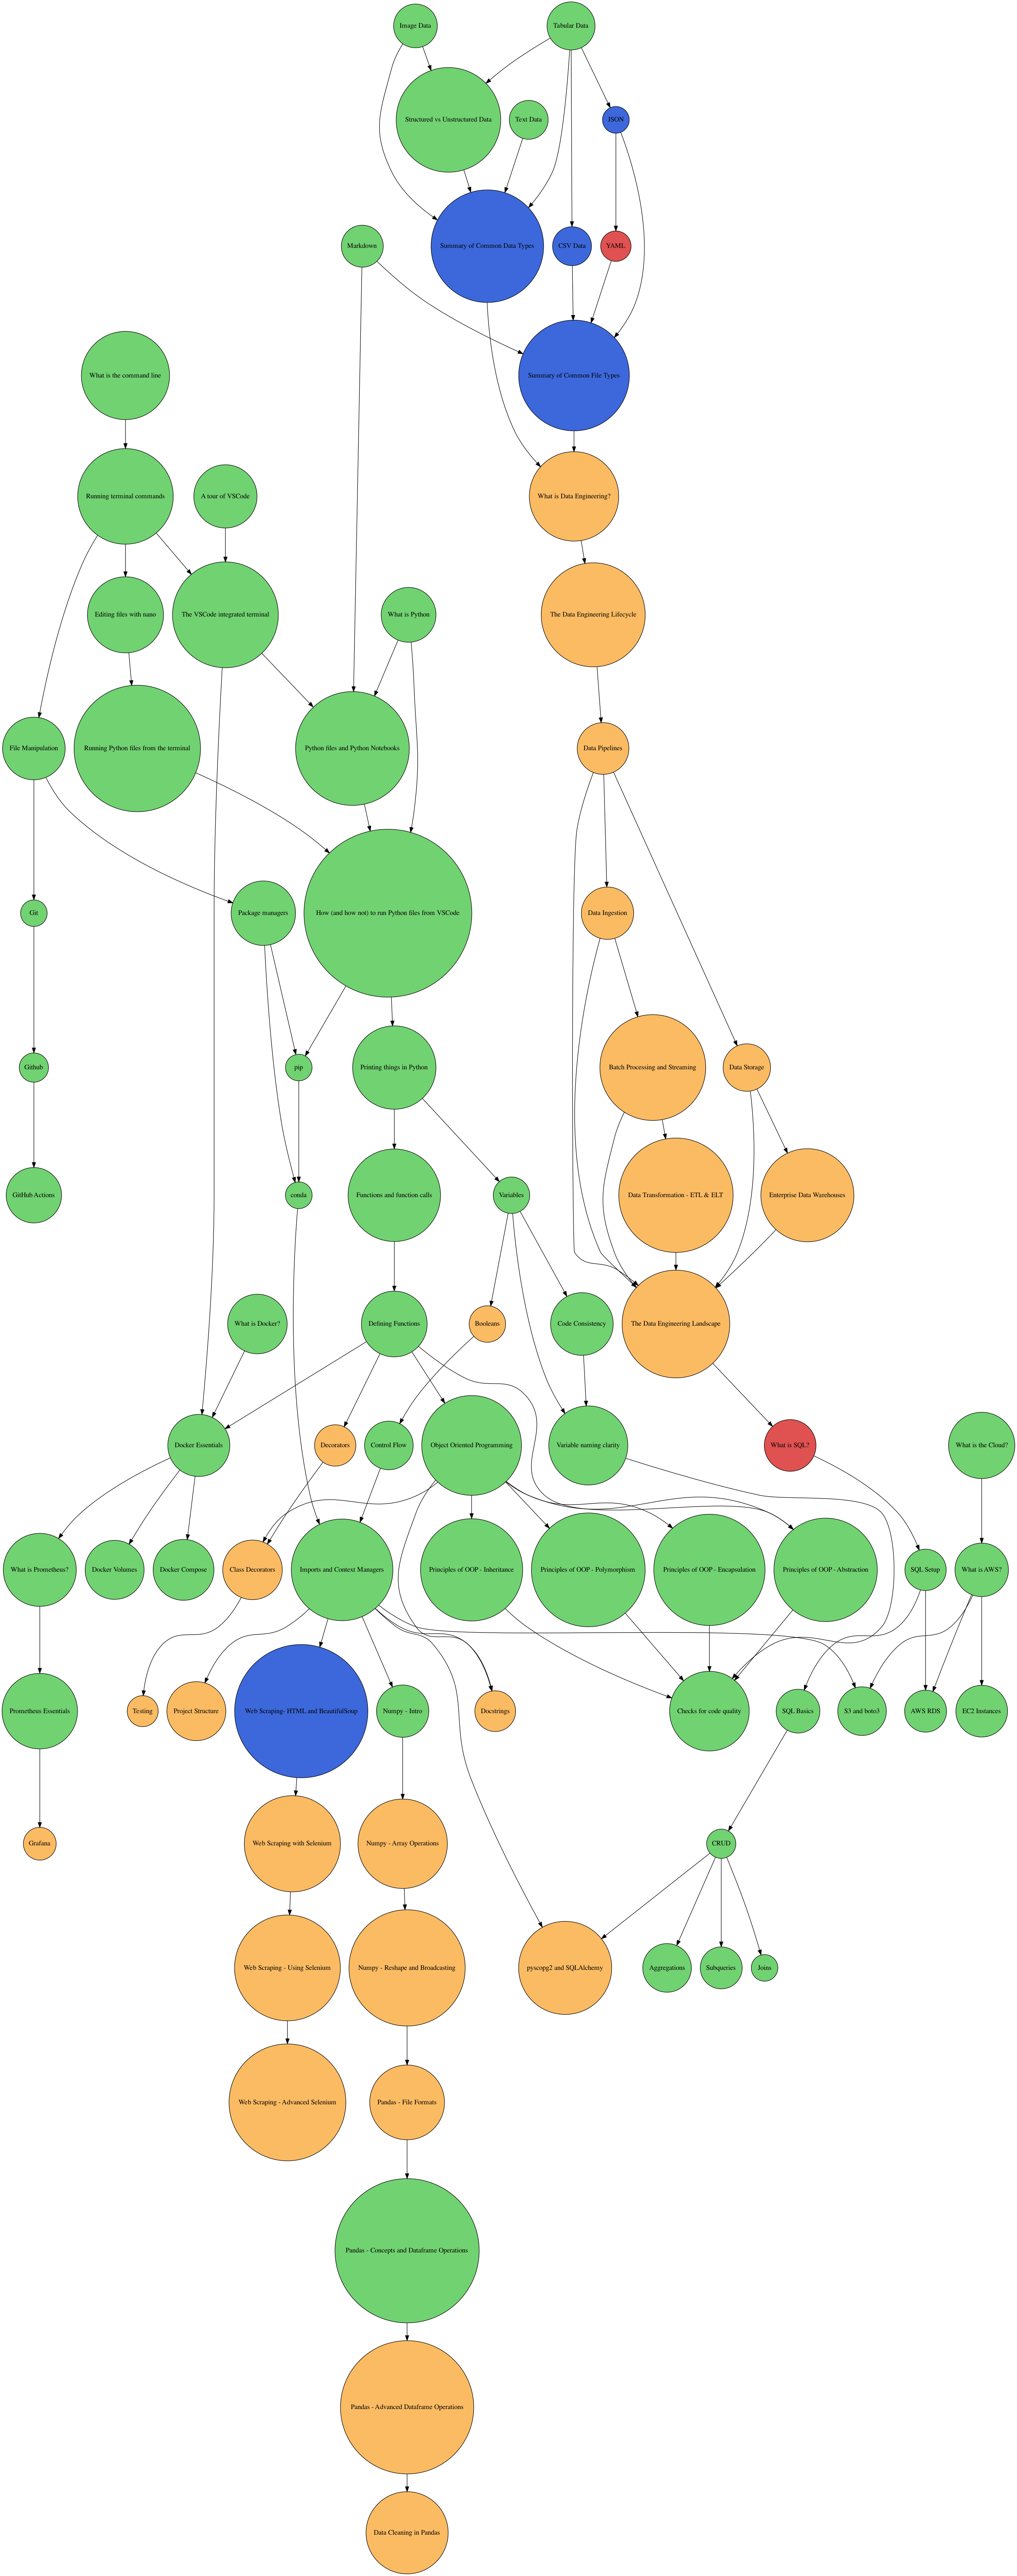 Image Data
Tabular Data
Structured vs Unstructured Data
Text Data
JSON
Markdown
Summary of Common Data Types
CSV Data
YAML
What is the command line
Summary of Common File Types
Running terminal commands
A tour of VSCode
What is Data Engineering?
Editing files with nano
The VSCode integrated terminal
What is Python
The Data Engineering Lifecycle
File Manipulation
Running Python files from the terminal
Python files and Python Notebooks
Data Pipelines
Git
Package managers
How (and how not) to run Python files from VSCode
Data Ingestion
Github
pip
Printing things in Python
Batch Processing and Streaming
Data Storage
GitHub Actions
conda
Functions and function calls
Variables
Data Transformation - ETL & ELT
Enterprise Data Warehouses
What is Docker?
Defining Functions
Booleans
Code Consistency
The Data Engineering Landscape
Docker Essentials
Decorators
Control Flow
Object Oriented Programming
Variable naming clarity
What is SQL?
What is the Cloud?
What is Prometheus?
Docker Volumes
Docker Compose
Class Decorators
Imports and Context Managers
Principles of OOP - Inheritance
Principles of OOP - Polymorphism
Principles of OOP - Encapsulation
Principles of OOP - Abstraction
SQL Setup
What is AWS?
Prometheus Essentials
Testing
Project Structure
Web Scraping- HTML and BeautifulSoup
Numpy - Intro
Docstrings
Checks for code quality
SQL Basics
S3 and boto3
AWS RDS
EC2 Instances
Grafana
Web Scraping with Selenium
Numpy - Array Operations
CRUD
Web Scraping - Using Selenium
Numpy - Reshape and Broadcasting
pyscopg2 and SQLAlchemy
Aggregations
Subqueries
Joins
Web Scraping - Advanced Selenium
Pandas - File Formats
Pandas - Concepts and Dataframe Operations
Pandas - Advanced Dataframe Operations
Data Cleaning in Pandas